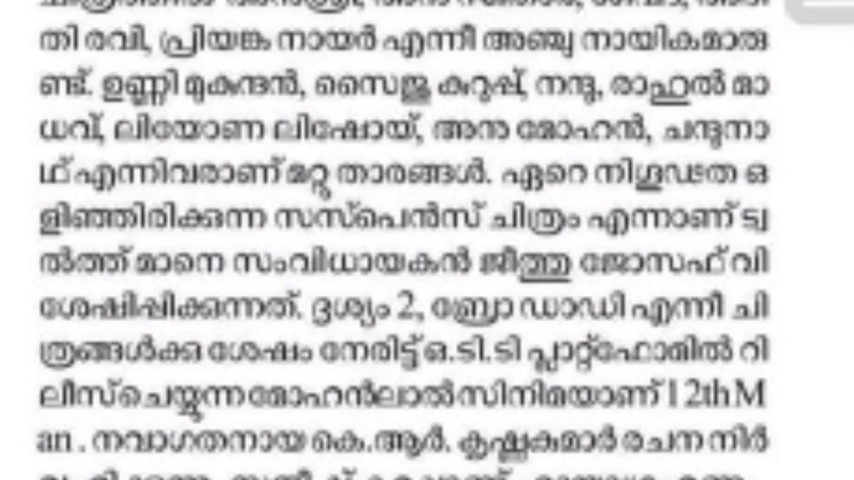 തി രവി, പ്രിയങ്ക നായർ എന്നീ അഞ്ചു നായികമാരു
ണ്ട്. ഉണ്ണി മുകുന്ദൻ, സൈജു കുറുപ്പ്, നന്ദു, രാഹുൽ മാ
ധവ്, ലിയോണ ലിഷോയ്, അനു മോഹൻ, ചന്ദുനാ
ഥ് എന്നിവരാണ് മറ്റു താരങ്ങൾ. ഏറെ നിഗൂഢത ഒ
ളിഞ്ഞിരിക്കുന്ന സസ്പെൻസ് ചിത്രം എന്നാണ് ട്വ
ൽത്ത് മാനെ സംവിധായകൻ ജീത്തു ജോസഫ് വി
ശേഷിപ്പിക്കുന്നത്. ദൃശ്യം 2, ബ്രോ ഡാഡി എന്നീ ചി
ത്രങ്ങൾക്കു ശേഷം നേരിട്ട് ഒ.ടി.ടി പ്ലാറ്റ്ഫോമിൽ റി
ലീസ് ചെയ്യുന്ന മോഹൻലാൽ സിനിമയാണ് 12th M
an . നവാഗതനായ കെ.ആർ. കൃഷ്ണകുമാർ രചന നിർ